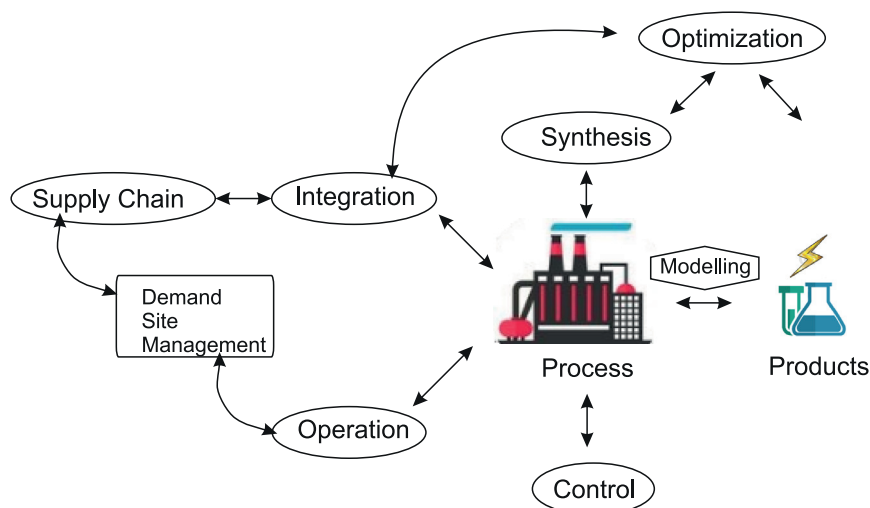 Optimization
Synthesis
Supply Chain
Integration
Modelling
Demand
Site
Management
Process
Products
Operation
Control